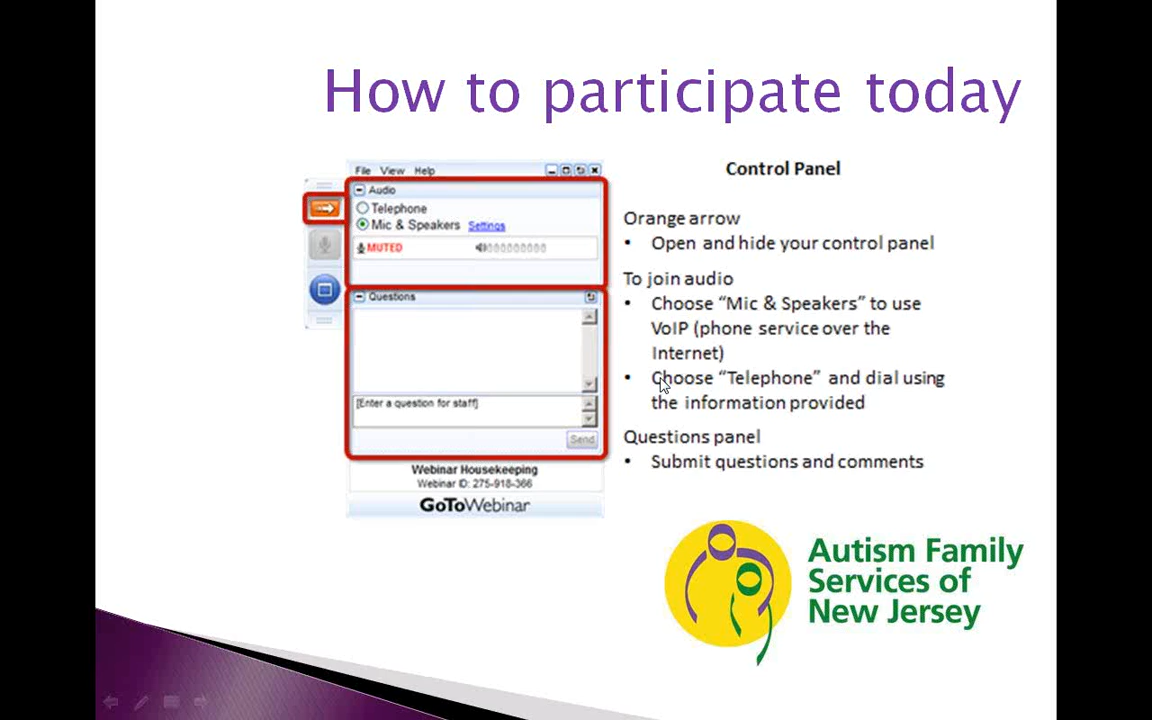 How to participate today
File View Help
Audio
Telephone
Mic & Speakers Settings
MUTED
Questions
[Enter a question for staff]
Send
Webinar Housekeeping
Webinar ID: 275-918-366
GoToWebinar
Control Panel
Orange arrow
• Open and hide your control panel
To join audio
• Choose “Mic & Speakers” to use
VoIP (phone service over the
Internet)
• Choose “Telephone” and dial using
the information provided
Questions panel
• Submit questions and comments
Autism Family
Services of
New Jersey